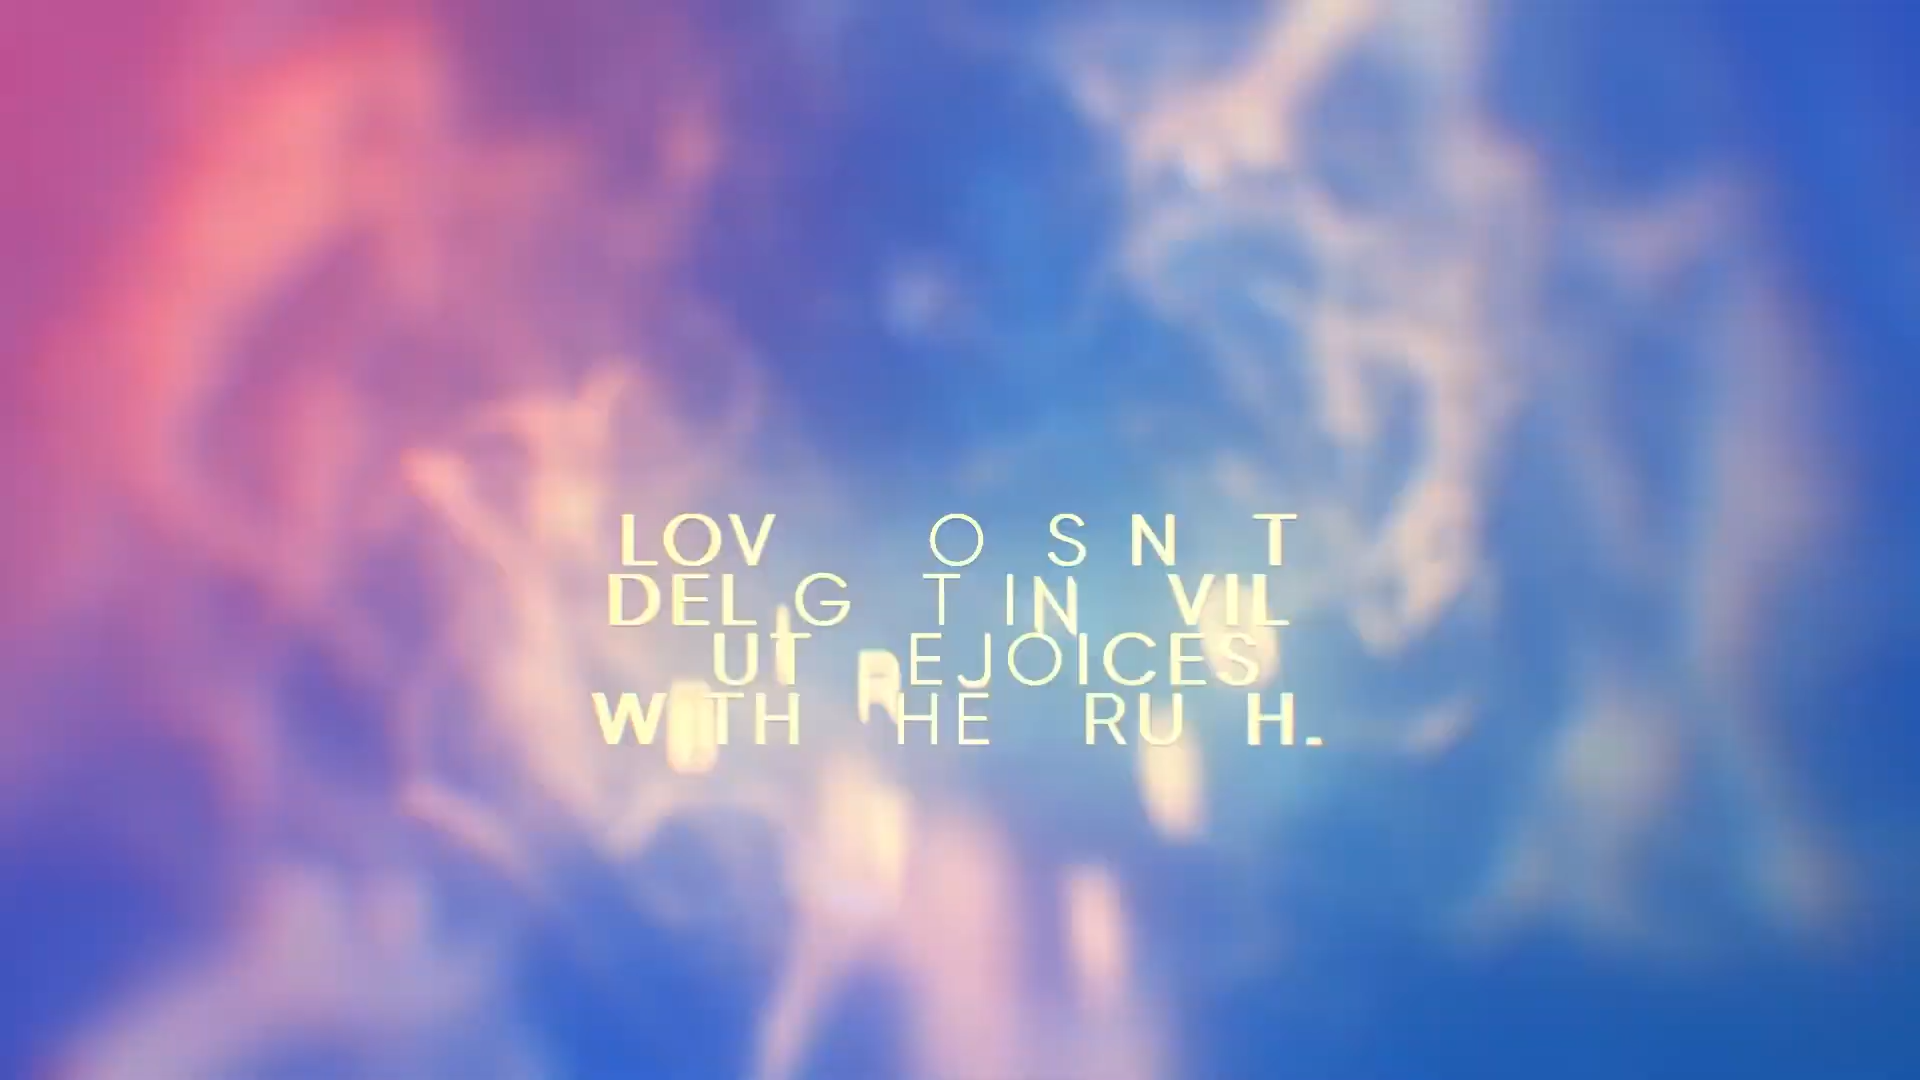 LOV O S N T
DEL G T IN VIL
UT REJOICES
WITH HE RU H.